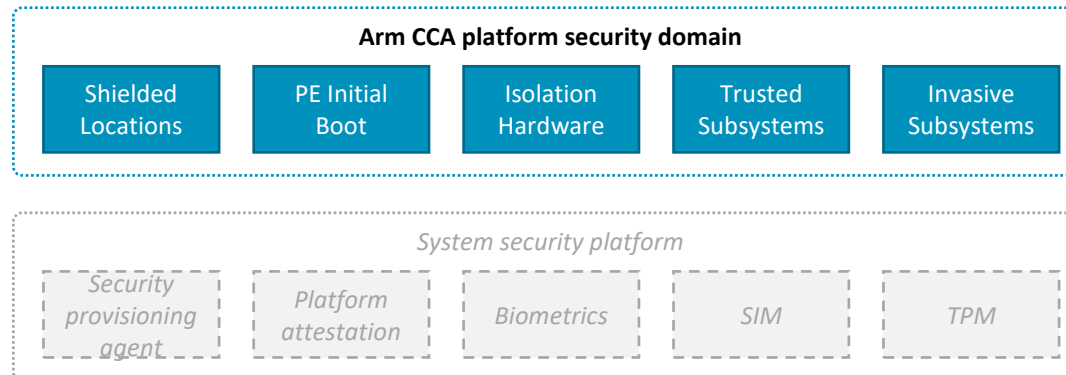 Arm CCA platform security domain
Shielded
Locations
PE Initial
Boot
Isolation
Hardware
Trusted
Subsystems
Invasive
Subsystems
System security platform
Security
provisioning
agent
Platform
attestation
Biometrics
SIM
TPM